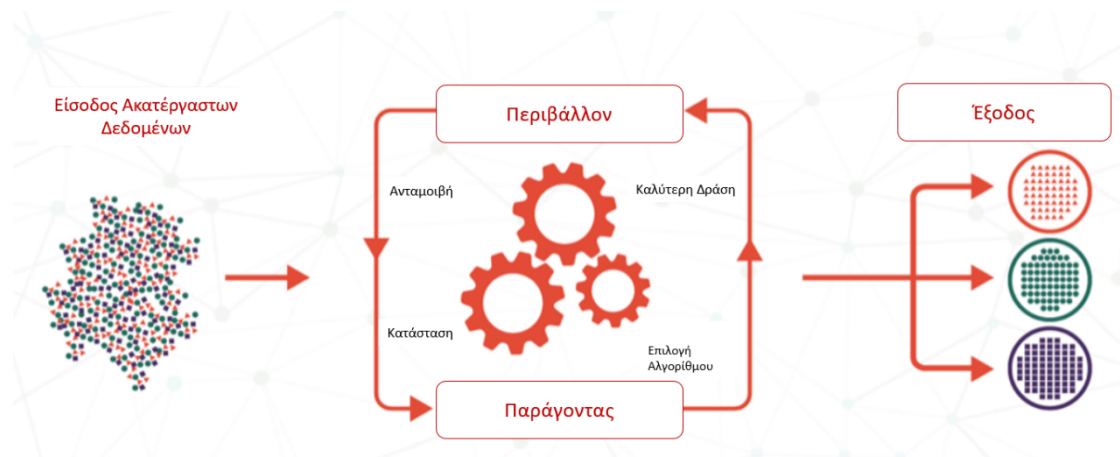 Είσοδος Ακατέργαστων
Δεδομένων
Περιβάλλον
Έξοδος
Ανταμοιβή
Καλύτερη Δράση
Κατάσταση
Επιλογή
Αλγορίθμου
Παράγοντας